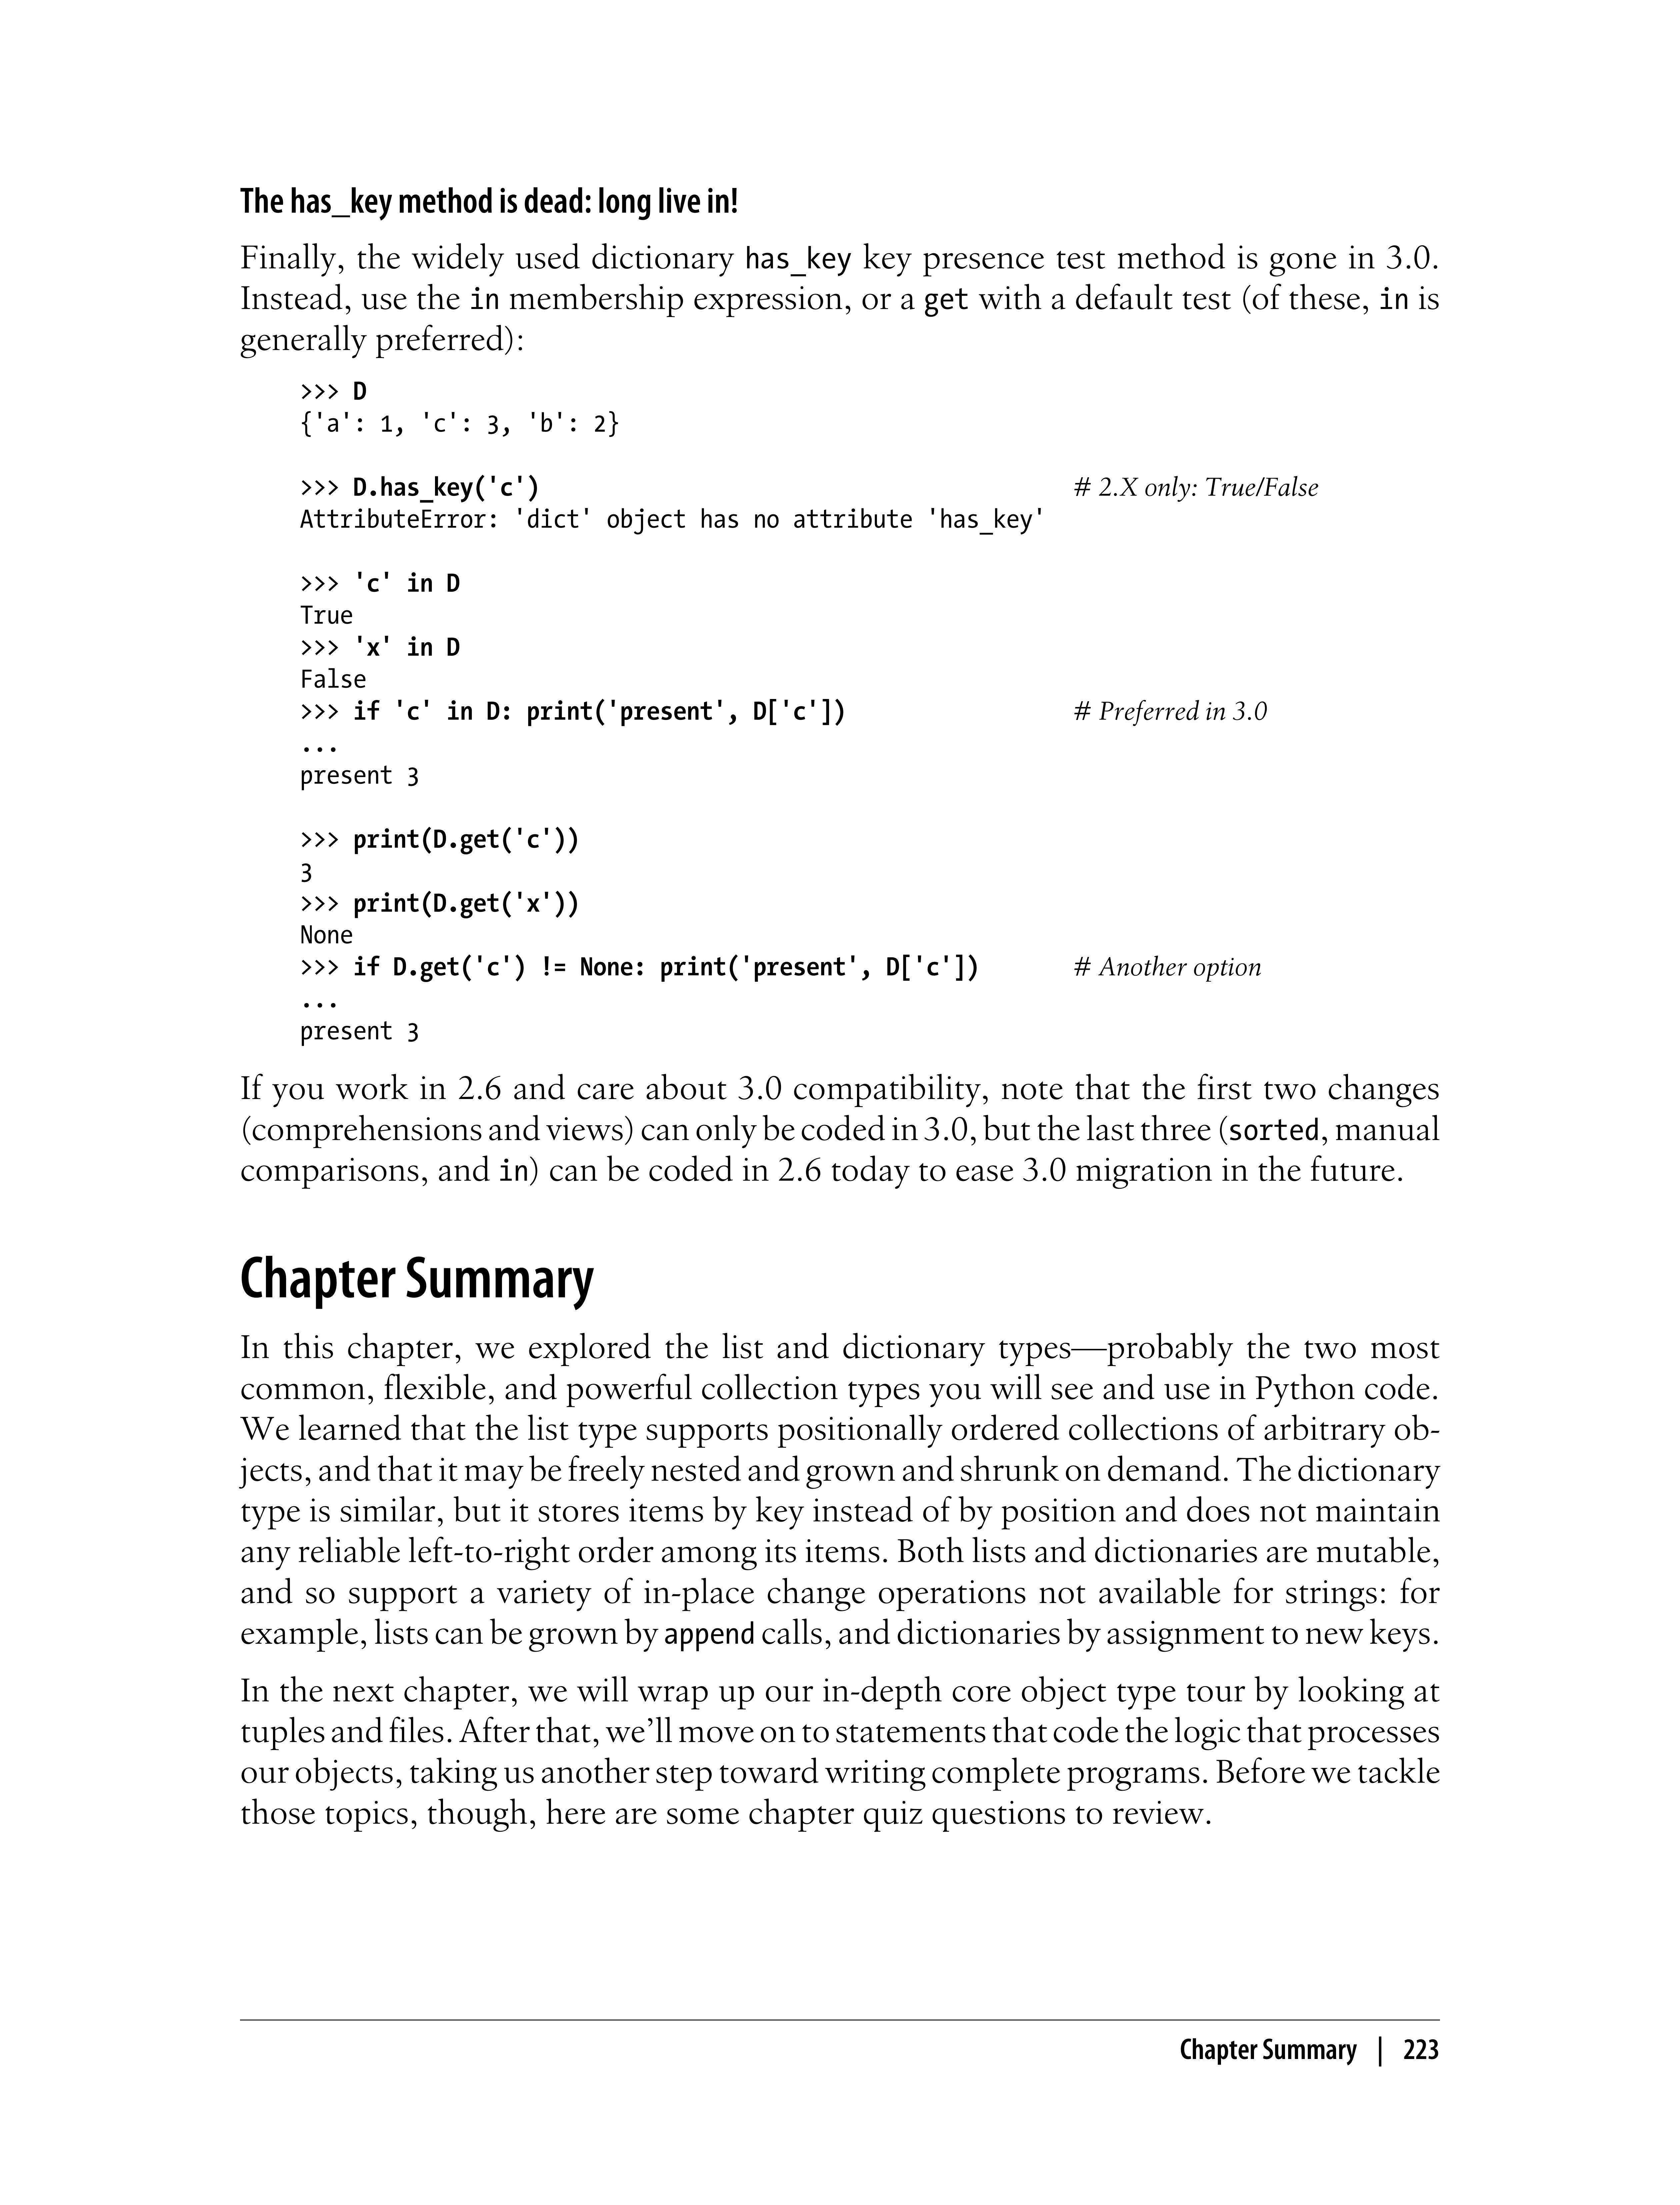 The has_key method is dead: long live in!
Finally, the widely used dictionary has_key key presence test method is gone in 3.0.
Instead, use the in membership expression, or a get with a default test (of these, in is
generally preferred):
>>> D
{'a': 1, 'c': 3, 'b': 2}
>>> D.has_key('c') # 2.X only: True/False
AttributeError: 'dict' object has no attribute 'has_key'
>>> 'c' in D
True
>>> 'x' in D
False
>>> if 'c' in D: print('present', D['c']) # Preferred in 3.0
...
present 3
>>> print(D.get('c'))
3
>>> print(D.get('x'))
None
>>> if D.get('c') != None: print('present', D['c']) # Another option
...
present 3
If you work in 2.6 and care about 3.0 compatibility, note that the first two changes
(comprehensions and views) can only be coded in 3.0, but the last three (sorted, manual
comparisons, and in) can be coded in 2.6 today to ease 3.0 migration in the future.
Chapter Summary
In this chapter, we explored the list and dictionary types—probably the two most
common, flexible, and powerful collection types you will see and use in Python code.
We learned that the list type supports positionally ordered collections of arbitrary ob-
jects, and that it may be freely nested and grown and shrunk on demand. The dictionary
type is similar, but it stores items by key instead of by position and does not maintain
any reliable left-to-right order among its items. Both lists and dictionaries are mutable,
and so support a variety of in-place change operations not available for strings: for
example, lists can be grown by append calls, and dictionaries by assignment to new keys.
In the next chapter, we will wrap up our in-depth core object type tour by looking at
tuples and files. After that, we’ll move on to statements that code the logic that processes
our objects, taking us another step toward writing complete programs. Before we tackle
those topics, though, here are some chapter quiz questions to review.
Chapter Summary | 223